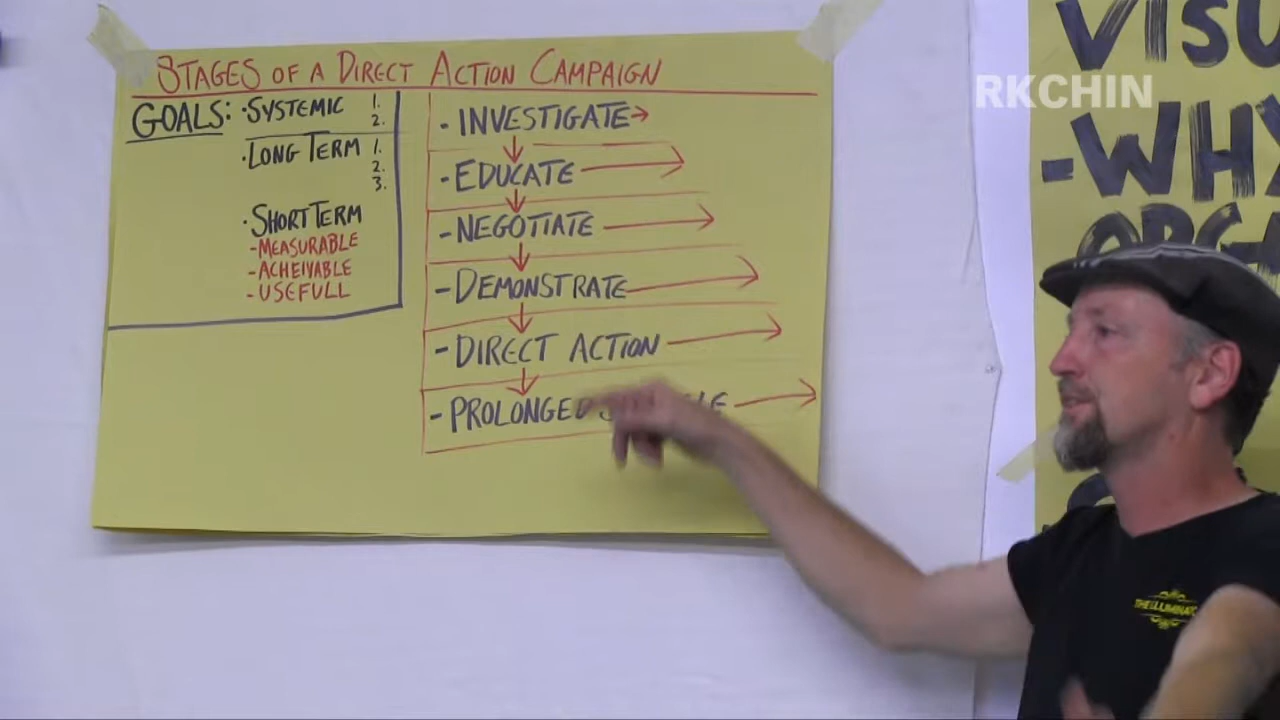 STAGES OF A DIRECT ACTION CAMPAIGN
GOALS: ·SYSTEMIC 1.
2.
·LONG TERM 1.
2.
3.
·SHORT TERM
-MEASURABLE
-ACHEIVABLE
-USEFULL
-INVESTIGATE
-EDUCATE
-NEGOTIATE
-DEMONSTRATE
-DIRECT ACTION
-PROLONGED
RKCHIN
-WHY